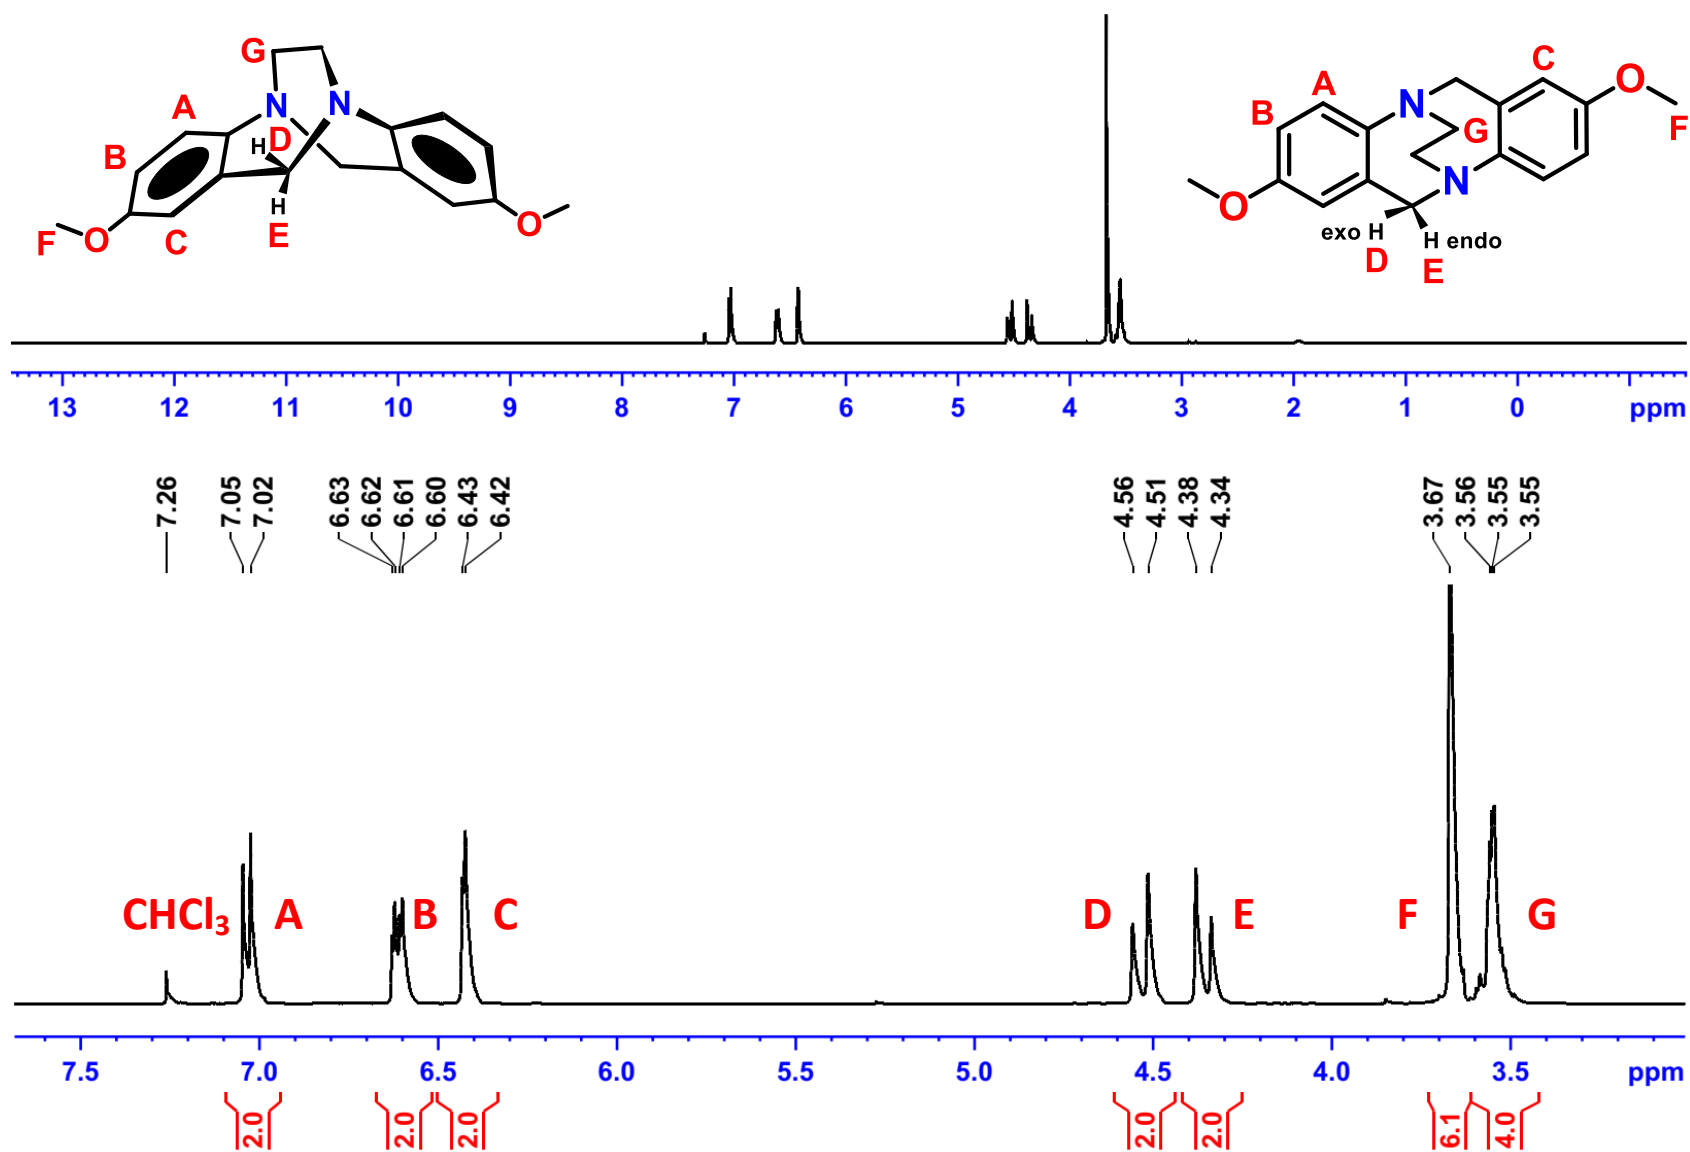 G
A
N N
B H D
H
F O C E O
C
A O
B N F
G
N
O
exo H H endo
D E
13 12 11 10 9 8 7 6 5 4 3 2 1 0 ppm
7.26 7.05 7.02 6.63 6.62 6.61 6.60 6.43 6.42 4.56 4.51 4.38 4.34 3.67 3.56 3.55 3.55
CHCl₃ A B C D E F G
7.5 7.0 6.5 6.0 5.5 5.0 4.5 4.0 3.5 ppm
2.0 2.0 2.0 2.0 2.0 6.1 4.0